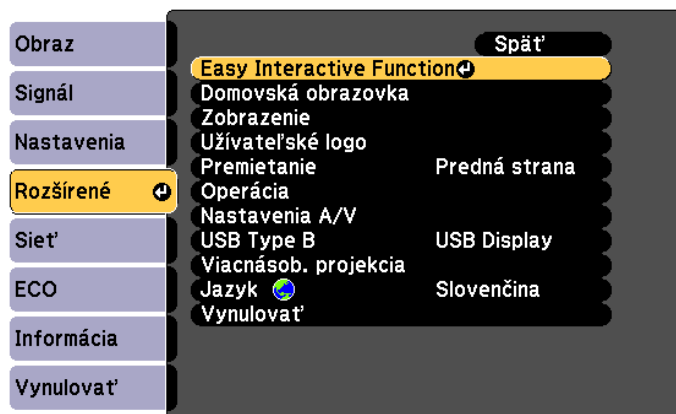 Obraz
Signál
Nastavenia
Rozšírené
Sieť
ECO
Informácia
Vynulovať
Späť
Easy Interactive Function
Domovská obrazovka
Zobrazenie
Užívateľské logo
Premietanie Predná strana
Operácia
Nastavenia A/V
USB Type B USB Display
Viacnásob. projekcia
Jazyk Slovenčina
Vynulovať